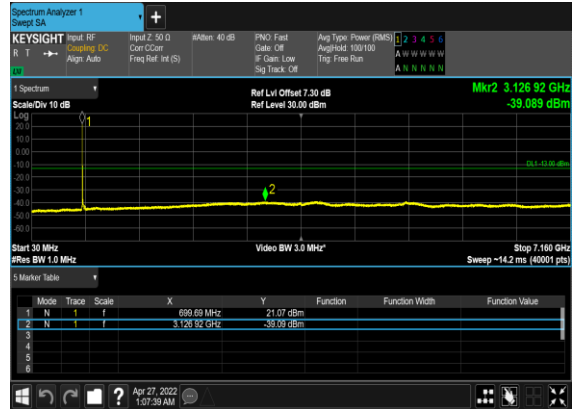 Spectrum Analyzer 1
Swept SA
+
KEYSIGHT
R T
Input: RF
Coupling: DC
Align: Auto
Input Z: 50 Ω
Corr CCorr
Freq Ref: Int (S)
#Atten: 40 dB
PNO: Fast
Gate: Off
IF Gain: Low
Sig Track: Off
Avg Type: Power (RMS)
Avg|Hold: 100/100
Trig: Free Run
1 2 3 4 5 6
A W W W W W
A N N N N N
1 Spectrum
Scale/Div 10 dB
Ref Lvl Offset 7.30 dB
Ref Level 30.00 dBm
Mkr2 3.126 92 GHz
-39.089 dBm
Log
20.0
10.0
0.00
-10.0
-20.0
-30.0
-40.0
-50.0
-60.0
1
2
DL1 -13.00 dBm
Start 30 MHz
#Res BW 1.0 MHz
Video BW 3.0 MHz*
Stop 7.160 GHz
Sweep ~14.2 ms (40001 pts)
5 Marker Table
Mode Trace Scale X Y Function Function Width Function Value
1 N 1 f 699.69 MHz 21.07 dBm
2 N 1 f 3.126 92 GHz -39.09 dBm
3
4
5
6
?
Apr 27, 2022
1:07:39 AM